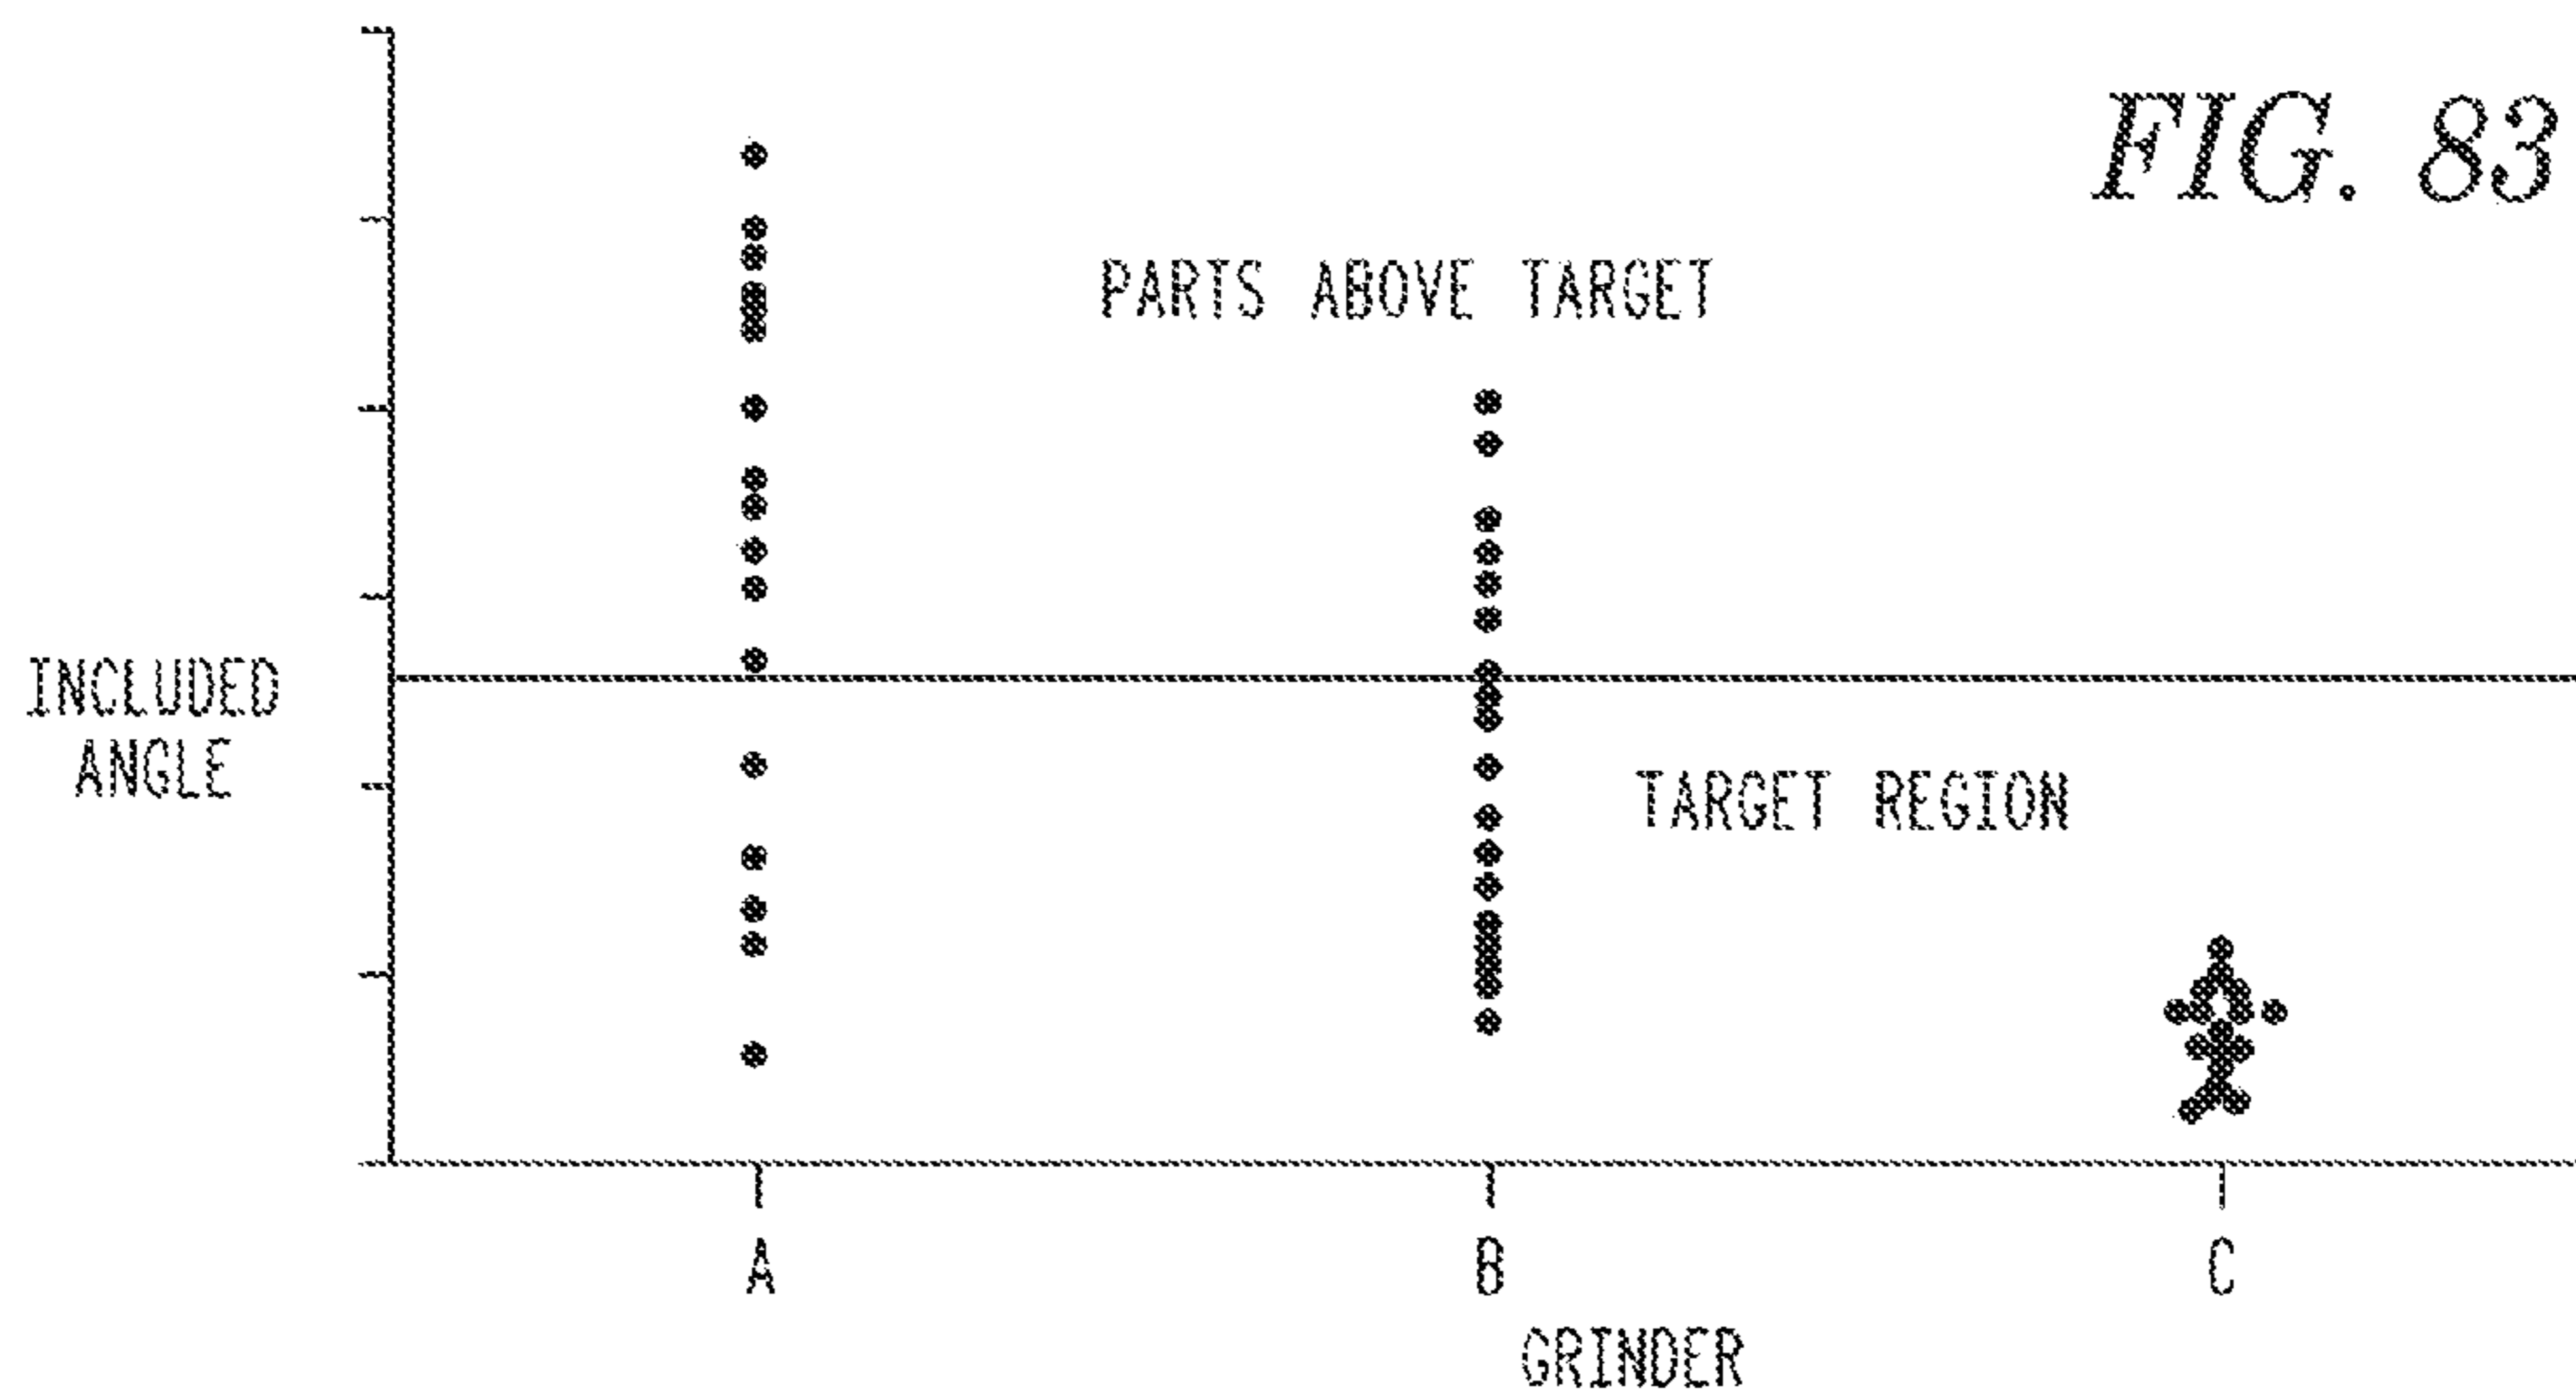 FIG. 83
PARTS ABOVE TARGET
INCLUDED
ANGLE
TARGET REGION
A
B
C
GRINDER